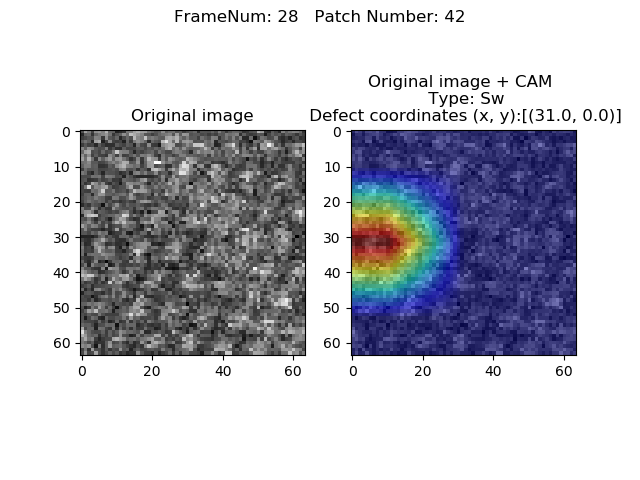 FrameNum: 28   Patch Number: 42
Original image
0
10
20
30
40
50
60
0 20 40 60
Original image + CAM
Type: Sw
Defect coordinates (x, y):[(31.0, 0.0)]
0
10
20
30
40
50
60
0 20 40 60